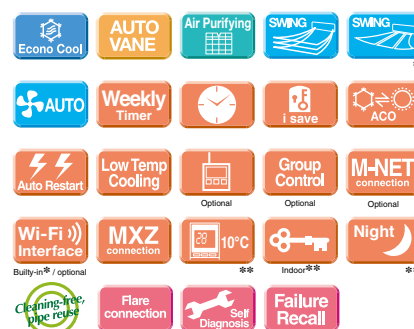 Econo Cool
AUTO
VANE
Air Purifying
SWING
SWING
AUTO
Weekly
Timer
i save
ACO
Auto Restart
Low Temp
Cooling
Optional
Group
Control
Optional
M-NET
connection
Optional
Wi-Fi
Interface
Builty-in* / optional
MXZ
connection
28
10°C
**
Indoor**
Night
Cleaning-free,
pipe reuse
Flare
connection
Self
Diagnosis
Failure
Recall